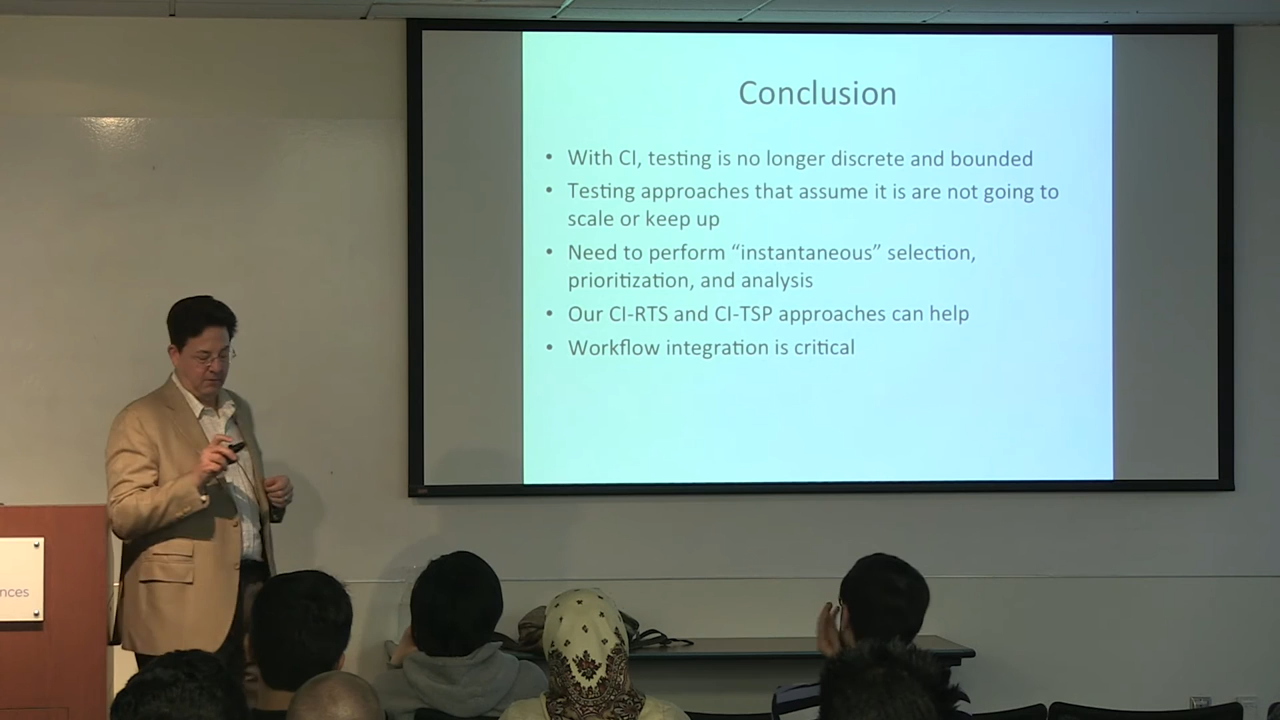 Conclusion
• With CI, testing is no longer discrete and bounded
• Testing approaches that assume it is are not going to
scale or keep up
• Need to perform “instantaneous” selection,
prioritization, and analysis
• Our CI-RTS and CI-TSP approaches can help
• Workflow integration is critical
nces